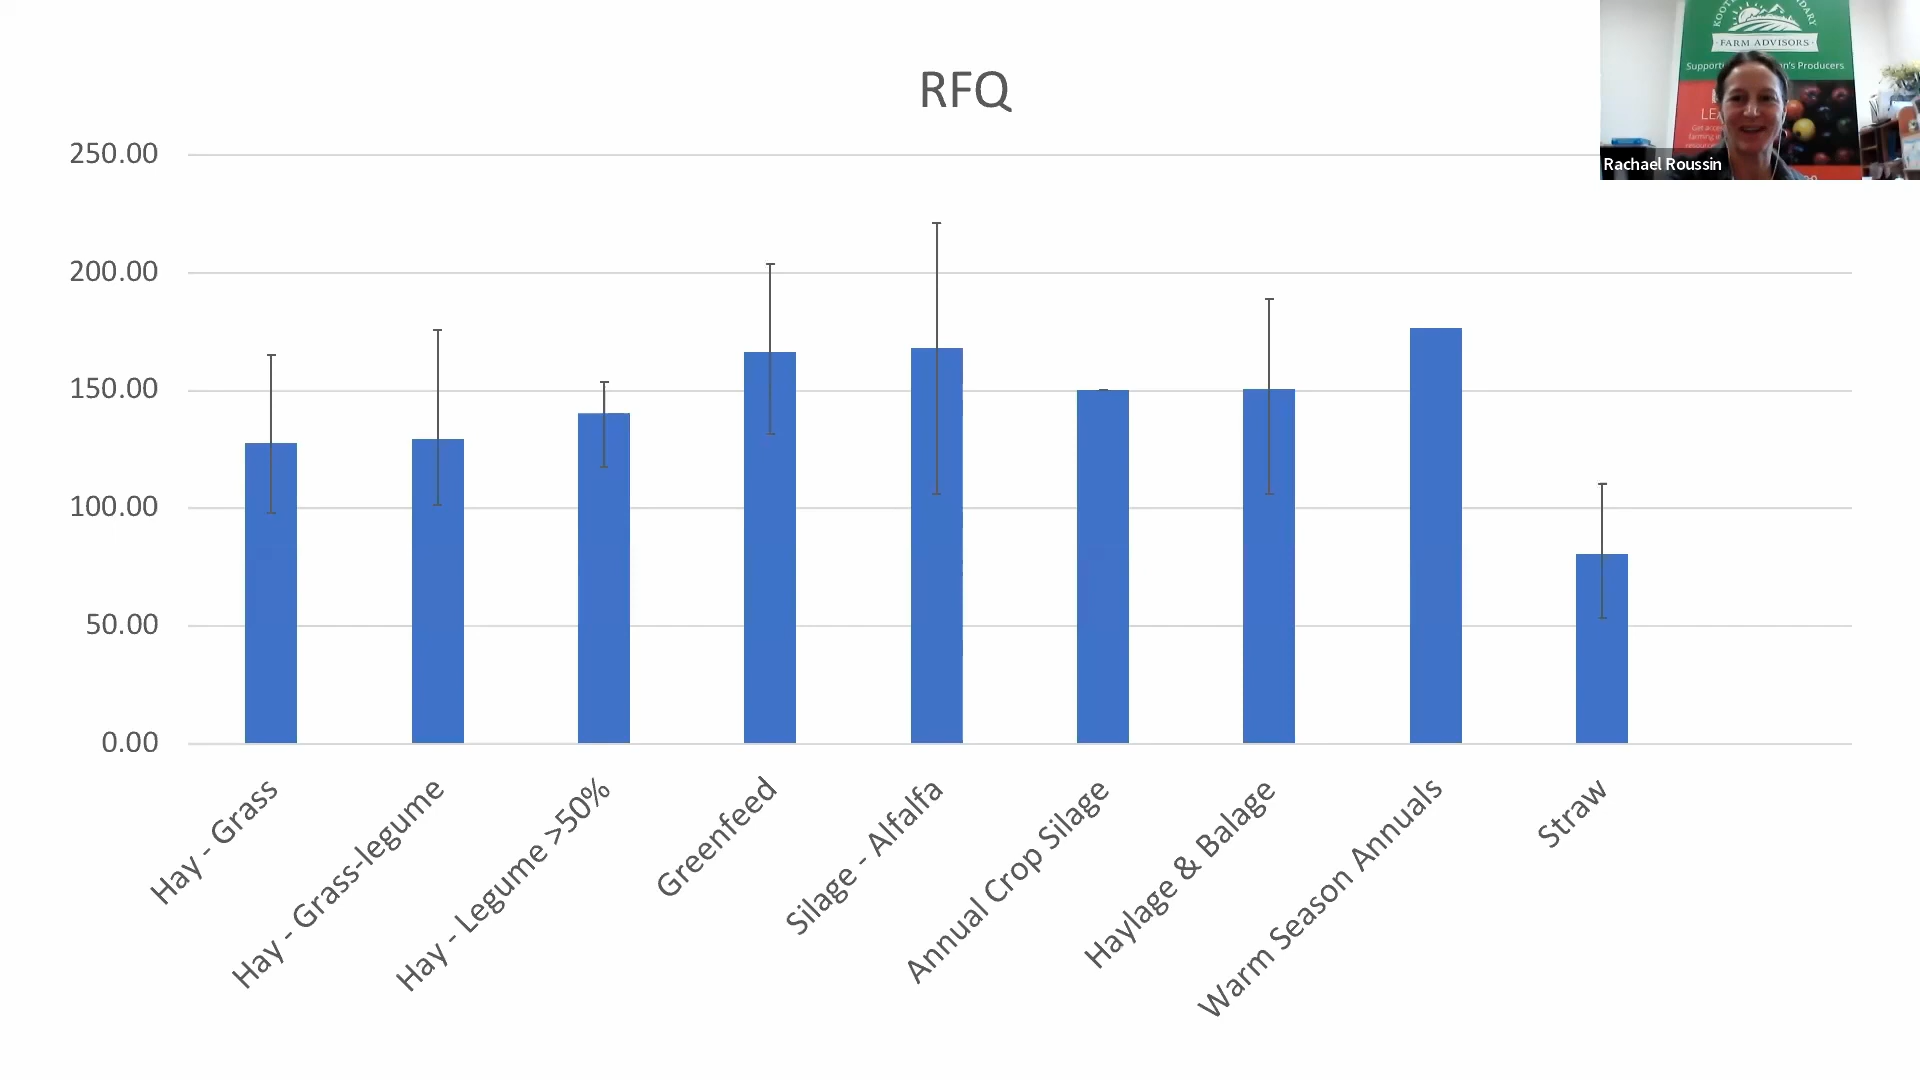 RFQ
250.00
200.00
150.00
100.00
50.00
0.00
Hay - Grass
Hay - Grass-legume
Hay - Legume >50%
Greenfeed
Silage - Alfalfa
Annual Crop Silage
Haylage & Balage
Warm Season Annuals
Straw
FARM ADVISORS
Producers
Rachael Roussin